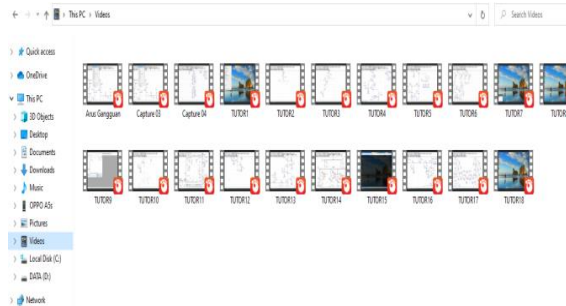 This PC > Videos
Search Videos
Quick access
OneDrive
This PC
3D Objects
Desktop
Documents
Downloads
Music
OPPO A5s
Pictures
Videos
Local Disk (C:)
DATA (D:)
Network
Arus Gangguan Capture 03 Capture 04 TUTOR1 TUTOR2 TUTOR3 TUTOR4 TUTOR5 TUTOR6 TUTOR7 TUTOR8
TUTOR9 TUTOR10 TUTOR11 TUTOR12 TUTOR13 TUTOR14 TUTOR15 TUTOR16 TUTOR17 TUTOR18